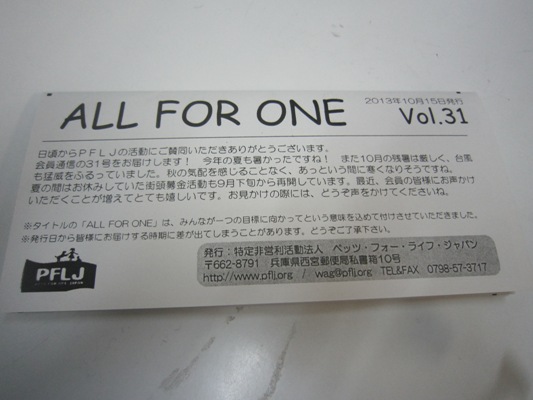 ALL FOR ONE
2013年10月15日発行
Vol.31
日頃からPFLJの活動にご賛同いただきありがとうございます。
会員通信の31号をお届けします！ 今年の夏も暑かったですね！ また10月の残暑は厳しく、台風
も猛威をふるっていました。秋の気配を感じることなく、あっという間に寒くなりそうですね。
夏の間はお休みしていた街頭募金活動も9月下旬から再開しています。最近、会員の皆様にお声かけ
いただくことが増えてとても嬉しいです。お見かけの際には、どうぞ声をかけてくださいね。
※タイトルの「ALL FOR ONE」は、みんなが一つの目標に向かってという意味を込めて付けさせていただきました。
※発行日から皆様にお届けする時期に差が出てしまうことがあります。どうぞご了承下さい。
PFLJ
発行：特定非営利活動法人 ペッツ・フォー・ライフ・ジャパン
〒662-8791 兵庫県西宮郵便局私書箱10号
http://www.pflj.org / wag@pflj.org TEL&FAX 0798-57-3717